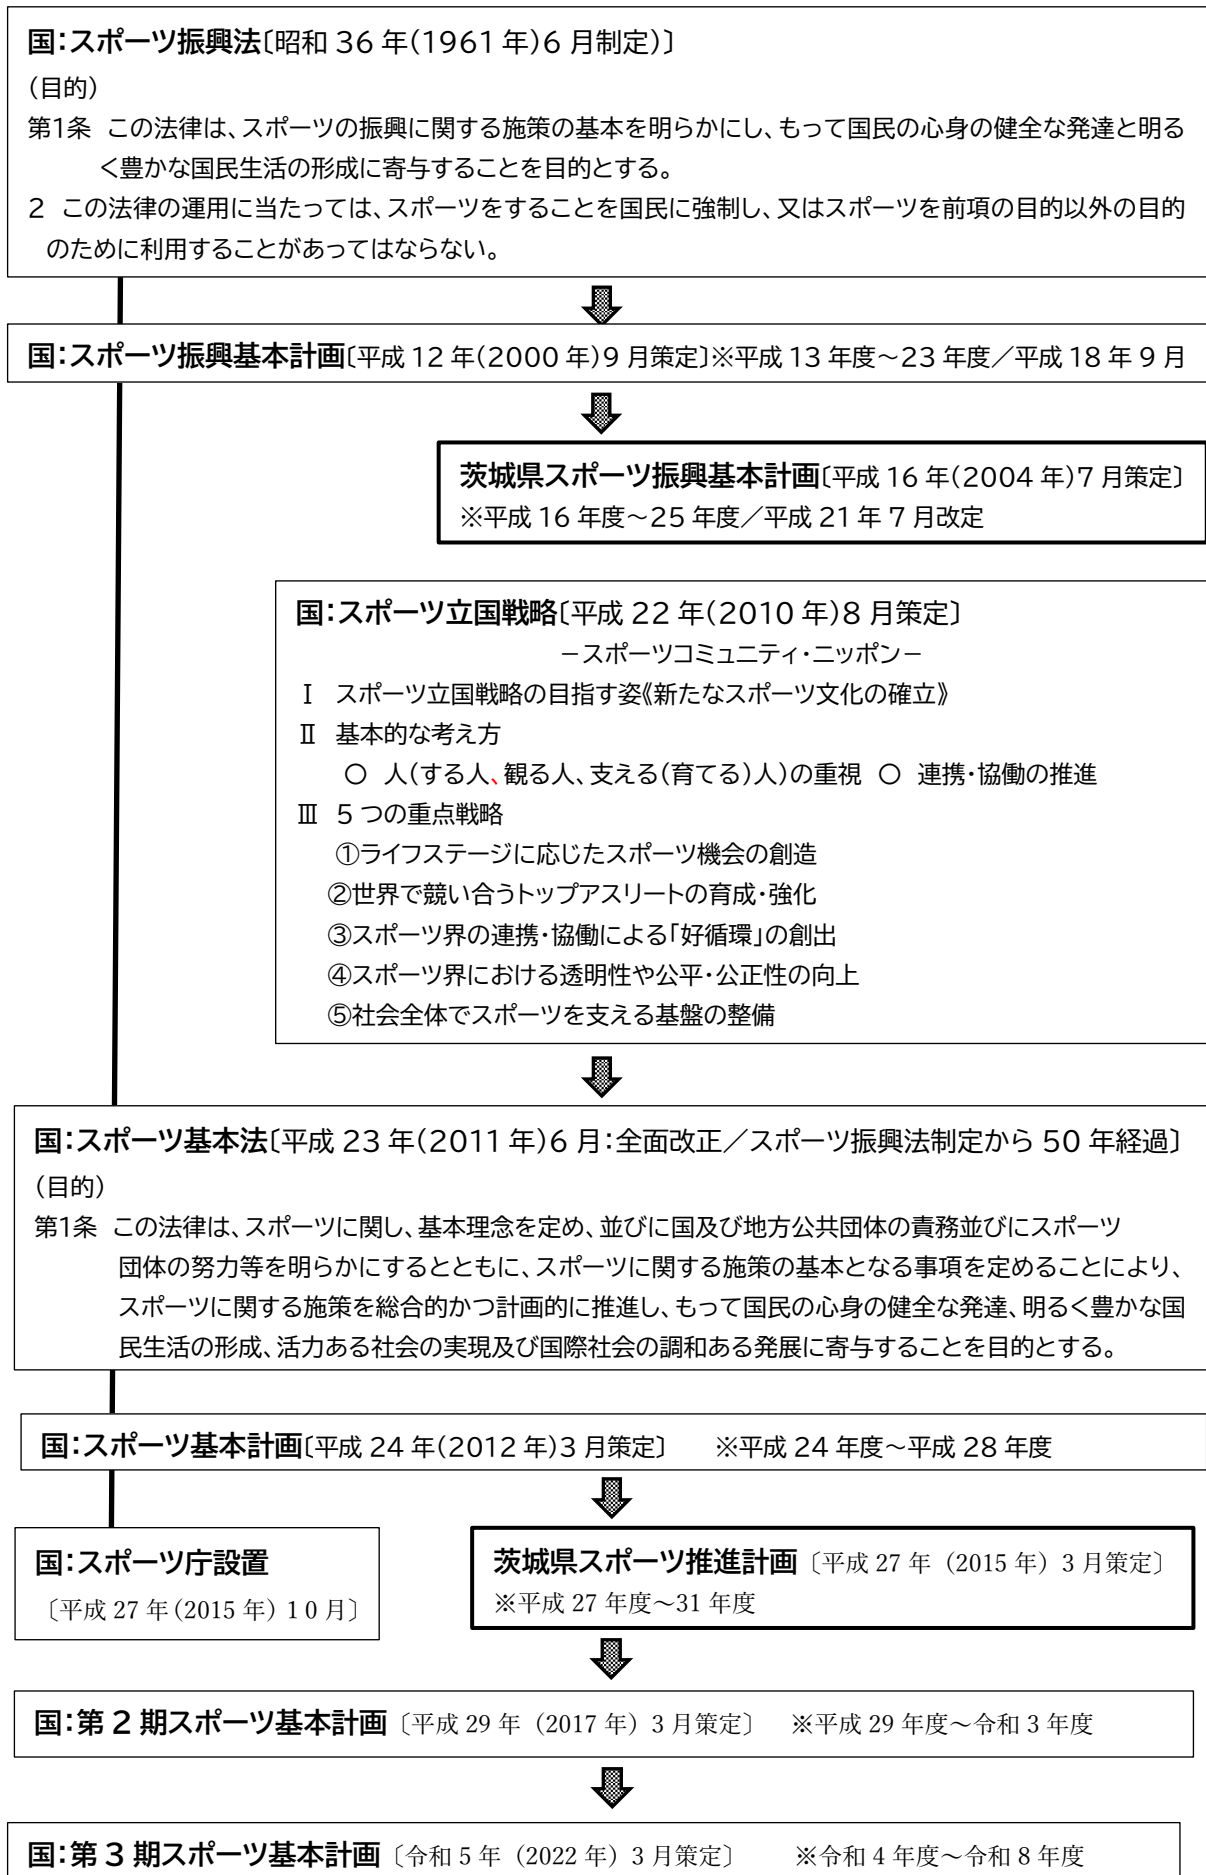 国：スポーツ振興法〔昭和 36 年(1961 年)6 月制定)〕
(目的)
第1条 この法律は、スポーツの振興に関する施策の基本を明らかにし、もって国民の心身の健全な発達と明る
く豊かな国民生活の形成に寄与することを目的とする。
2 この法律の運用に当たっては、スポーツをすることを国民に強制し、又はスポーツを前項の目的以外の目的
のために利用することがあってはならない。
国：スポーツ振興基本計画〔平成 12 年(2000 年)9 月策定〕※平成 13 年度～23 年度／平成 18 年 9 月
茨城県スポーツ振興基本計画〔平成 16 年(2004 年)7 月策定〕
※平成 16 年度～25 年度／平成 21 年 7 月改定
国：スポーツ立国戦略〔平成 22 年(2010 年)8 月策定〕
－スポーツコミュニティ・ニッポン－
Ⅰ スポーツ立国戦略の目指す姿《新たなスポーツ文化の確立》
Ⅱ 基本的な考え方
○ 人(する人、観る人、支える(育てる)人)の重視 ○ 連携・協働の推進
Ⅲ 5 つの重点戦略
①ライフステージに応じたスポーツ機会の創造
②世界で競い合うトップアスリートの育成・強化
③スポーツ界の連携・協働による「好循環」の創出
④スポーツ界における透明性や公平・公正性の向上
⑤社会全体でスポーツを支える基盤の整備
国：スポーツ基本法〔平成 23 年(2011 年)6 月：全面改正／スポーツ振興法制定から 50 年経過〕
(目的)
第1条 この法律は、スポーツに関し、基本理念を定め、並びに国及び地方公共団体の責務並びにスポーツ
団体の努力等を明らかにするとともに、スポーツに関する施策の基本となる事項を定めることにより、
スポーツに関する施策を総合的かつ計画的に推進し、もって国民の心身の健全な発達、明るく豊かな国
民生活の形成、活力ある社会の実現及び国際社会の調和ある発展に寄与することを目的とする。
国：スポーツ基本計画〔平成 24 年(2012 年)3 月策定〕 ※平成 24 年度～平成 28 年度
国：スポーツ庁設置
〔平成 27 年(2015 年) 1 0 月〕
茨城県スポーツ推進計画〔平成 27 年 (2015 年) 3 月策定〕
※平成 27 年度～31 年度
国：第 2 期スポーツ基本計画〔平成 29 年 (2017 年) 3 月策定〕 ※平成 29 年度～令和 3 年度
国：第 3 期スポーツ基本計画〔令和 5 年 (2022 年) 3 月策定〕 ※令和 4 年度～令和 8 年度